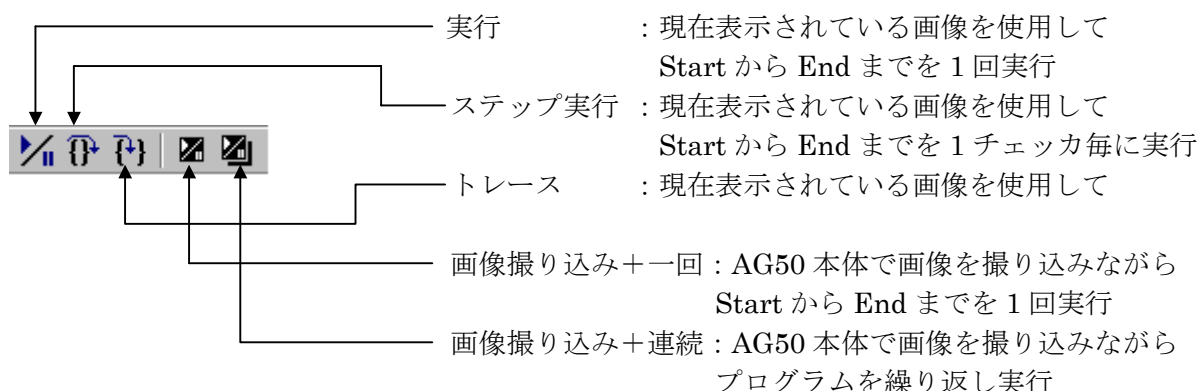 実行　　　　：現在表示されている画像を使用して
Start から End までを 1 回実行
ステップ実行 ：現在表示されている画像を使用して
Start から End までを 1 チェッカ毎に実行
トレース　　：現在表示されている画像を使用して
画像撮り込み＋一回：AG50 本体で画像を撮り込みながら
Start から End までを 1 回実行
画像撮り込み＋連続：AG50 本体で画像を撮り込みながら
プログラムを繰り返し実行